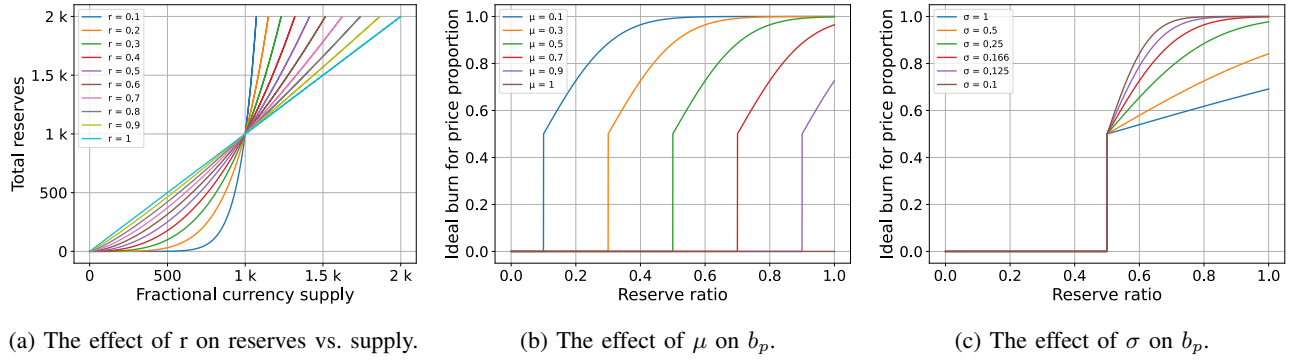 r = 0.1
r = 0.2
r = 0.3
r = 0.4
r = 0.5
r = 0.6
r = 0.7
r = 0.8
r = 0.9
r = 1
2 k
1.5 k
1 k
500
0
Total reserves
0
500
1 k
1.5 k
2 k
Fractional currency supply
(a) The effect of r on reserves vs. supply.
μ = 0.1
μ = 0.3
μ = 0.5
μ = 0.7
μ = 0.9
μ = 1
1.0
0.8
0.6
0.4
0.2
0.0
Ideal burn for price proportion
0.0
0.2
0.4
0.6
0.8
1.0
Reserve ratio
(b) The effect of μ on b_p.
σ = 1
σ = 0.5
σ = 0.25
σ = 0.166
σ = 0.125
σ = 0.1
1.0
0.8
0.6
0.4
0.2
0.0
Ideal burn for price proportion
0.0
0.2
0.4
0.6
0.8
1.0
Reserve ratio
(c) The effect of σ on b_p.